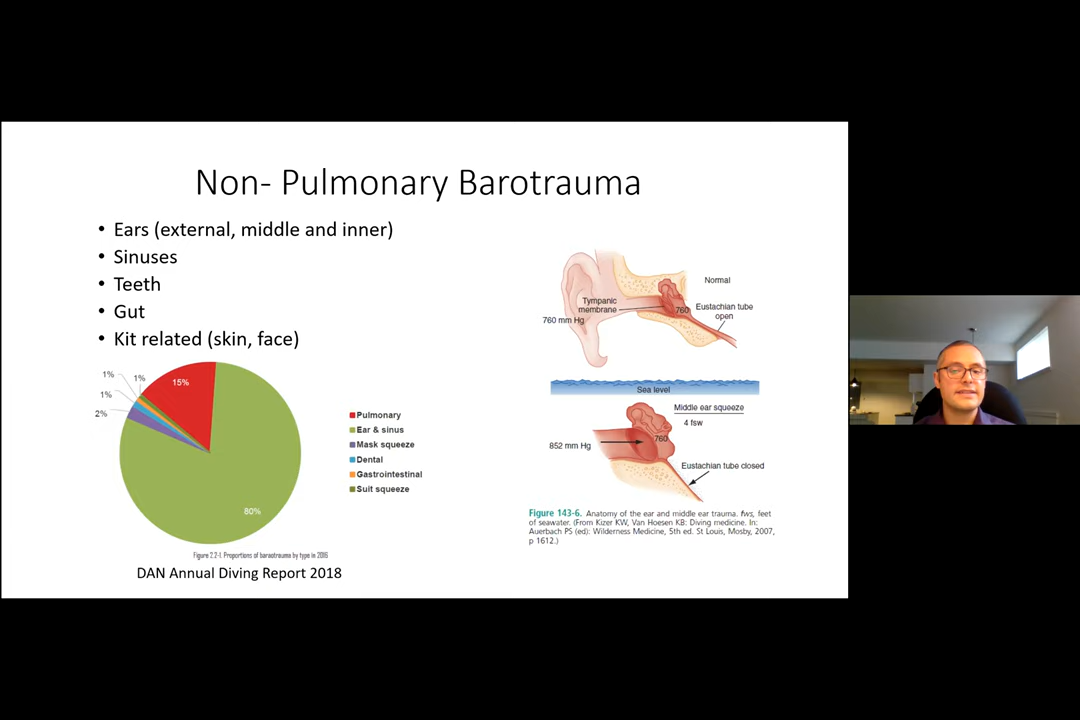 Non- Pulmonary Barotrauma
• Ears (external, middle and inner)
• Sinuses
• Teeth
• Gut
• Kit related (skin, face)
1%
1%
1%
2%
15%
80%
Pulmonary
Ear & sinus
Mask squeeze
Dental
Gastrointestinal
Suit squeeze
Figure 2.2-1: Proportions of barotrauma by type in 2016
DAN Annual Diving Report 2018
Normal
Tympanic
membrane
760
Eustachian tube
open
760 mm Hg
Sea level
Middle ear squeeze
4 fsw
760
852 mm Hg
Eustachian tube closed
Figure 143-6. Anatomy of the ear and middle ear trauma. fws, feet
of seawater. (From Kizer KW, Van Hoesen KB: Diving medicine. In:
Auerbach PS (ed): Wilderness Medicine, 5th ed. St Louis, Mosby, 2007,
p 1612.)